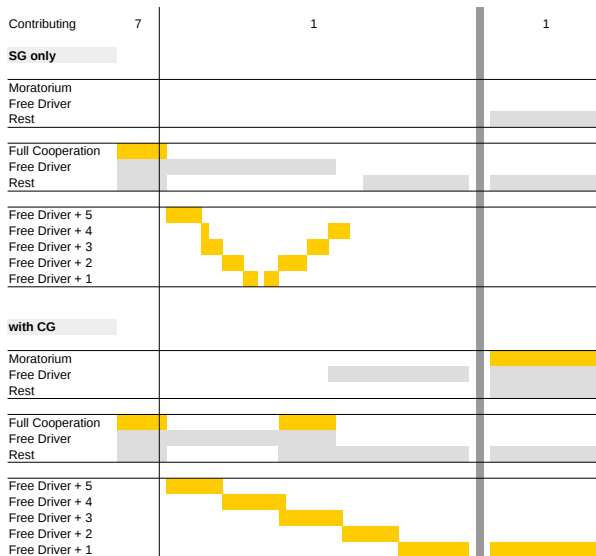 Contributing 7 1 1
SG only
Moratorium
Free Driver
Rest
Full Cooperation
Free Driver
Rest
Free Driver + 5
Free Driver + 4
Free Driver + 3
Free Driver + 2
Free Driver + 1
with CG
Moratorium
Free Driver
Rest
Full Cooperation
Free Driver
Rest
Free Driver + 5
Free Driver + 4
Free Driver + 3
Free Driver + 2
Free Driver + 1